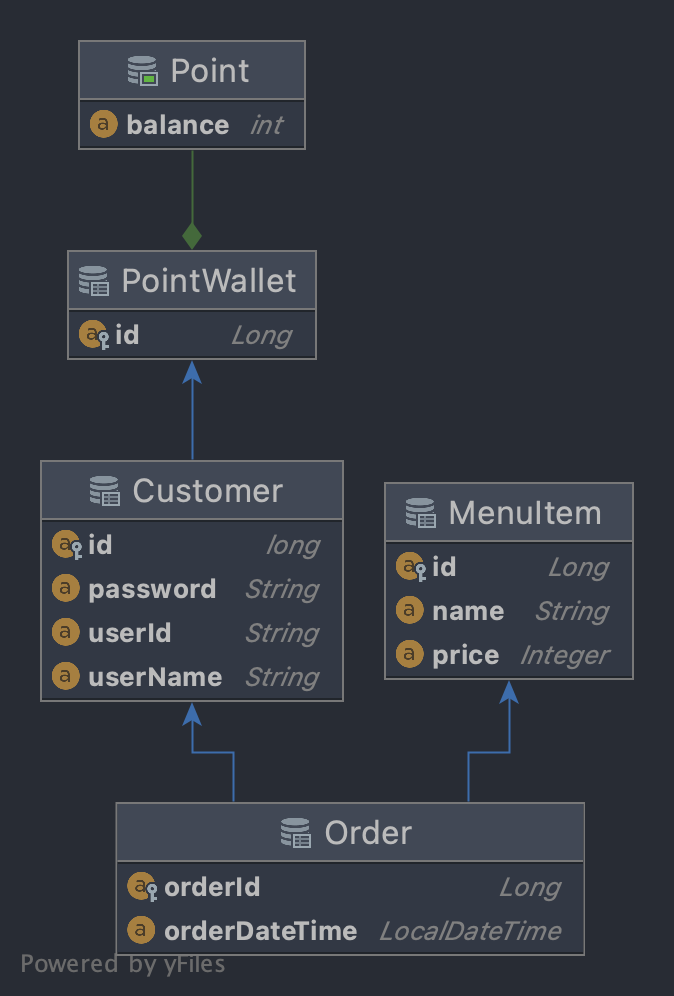 Point
a balance int
PointWallet
a id Long
Customer
a id long
a password String
a userId String
a userName String
MenuItem
a id Long
a name String
a price Integer
Order
a orderId Long
a orderDateTime LocalDateTime
Powered by yFiles